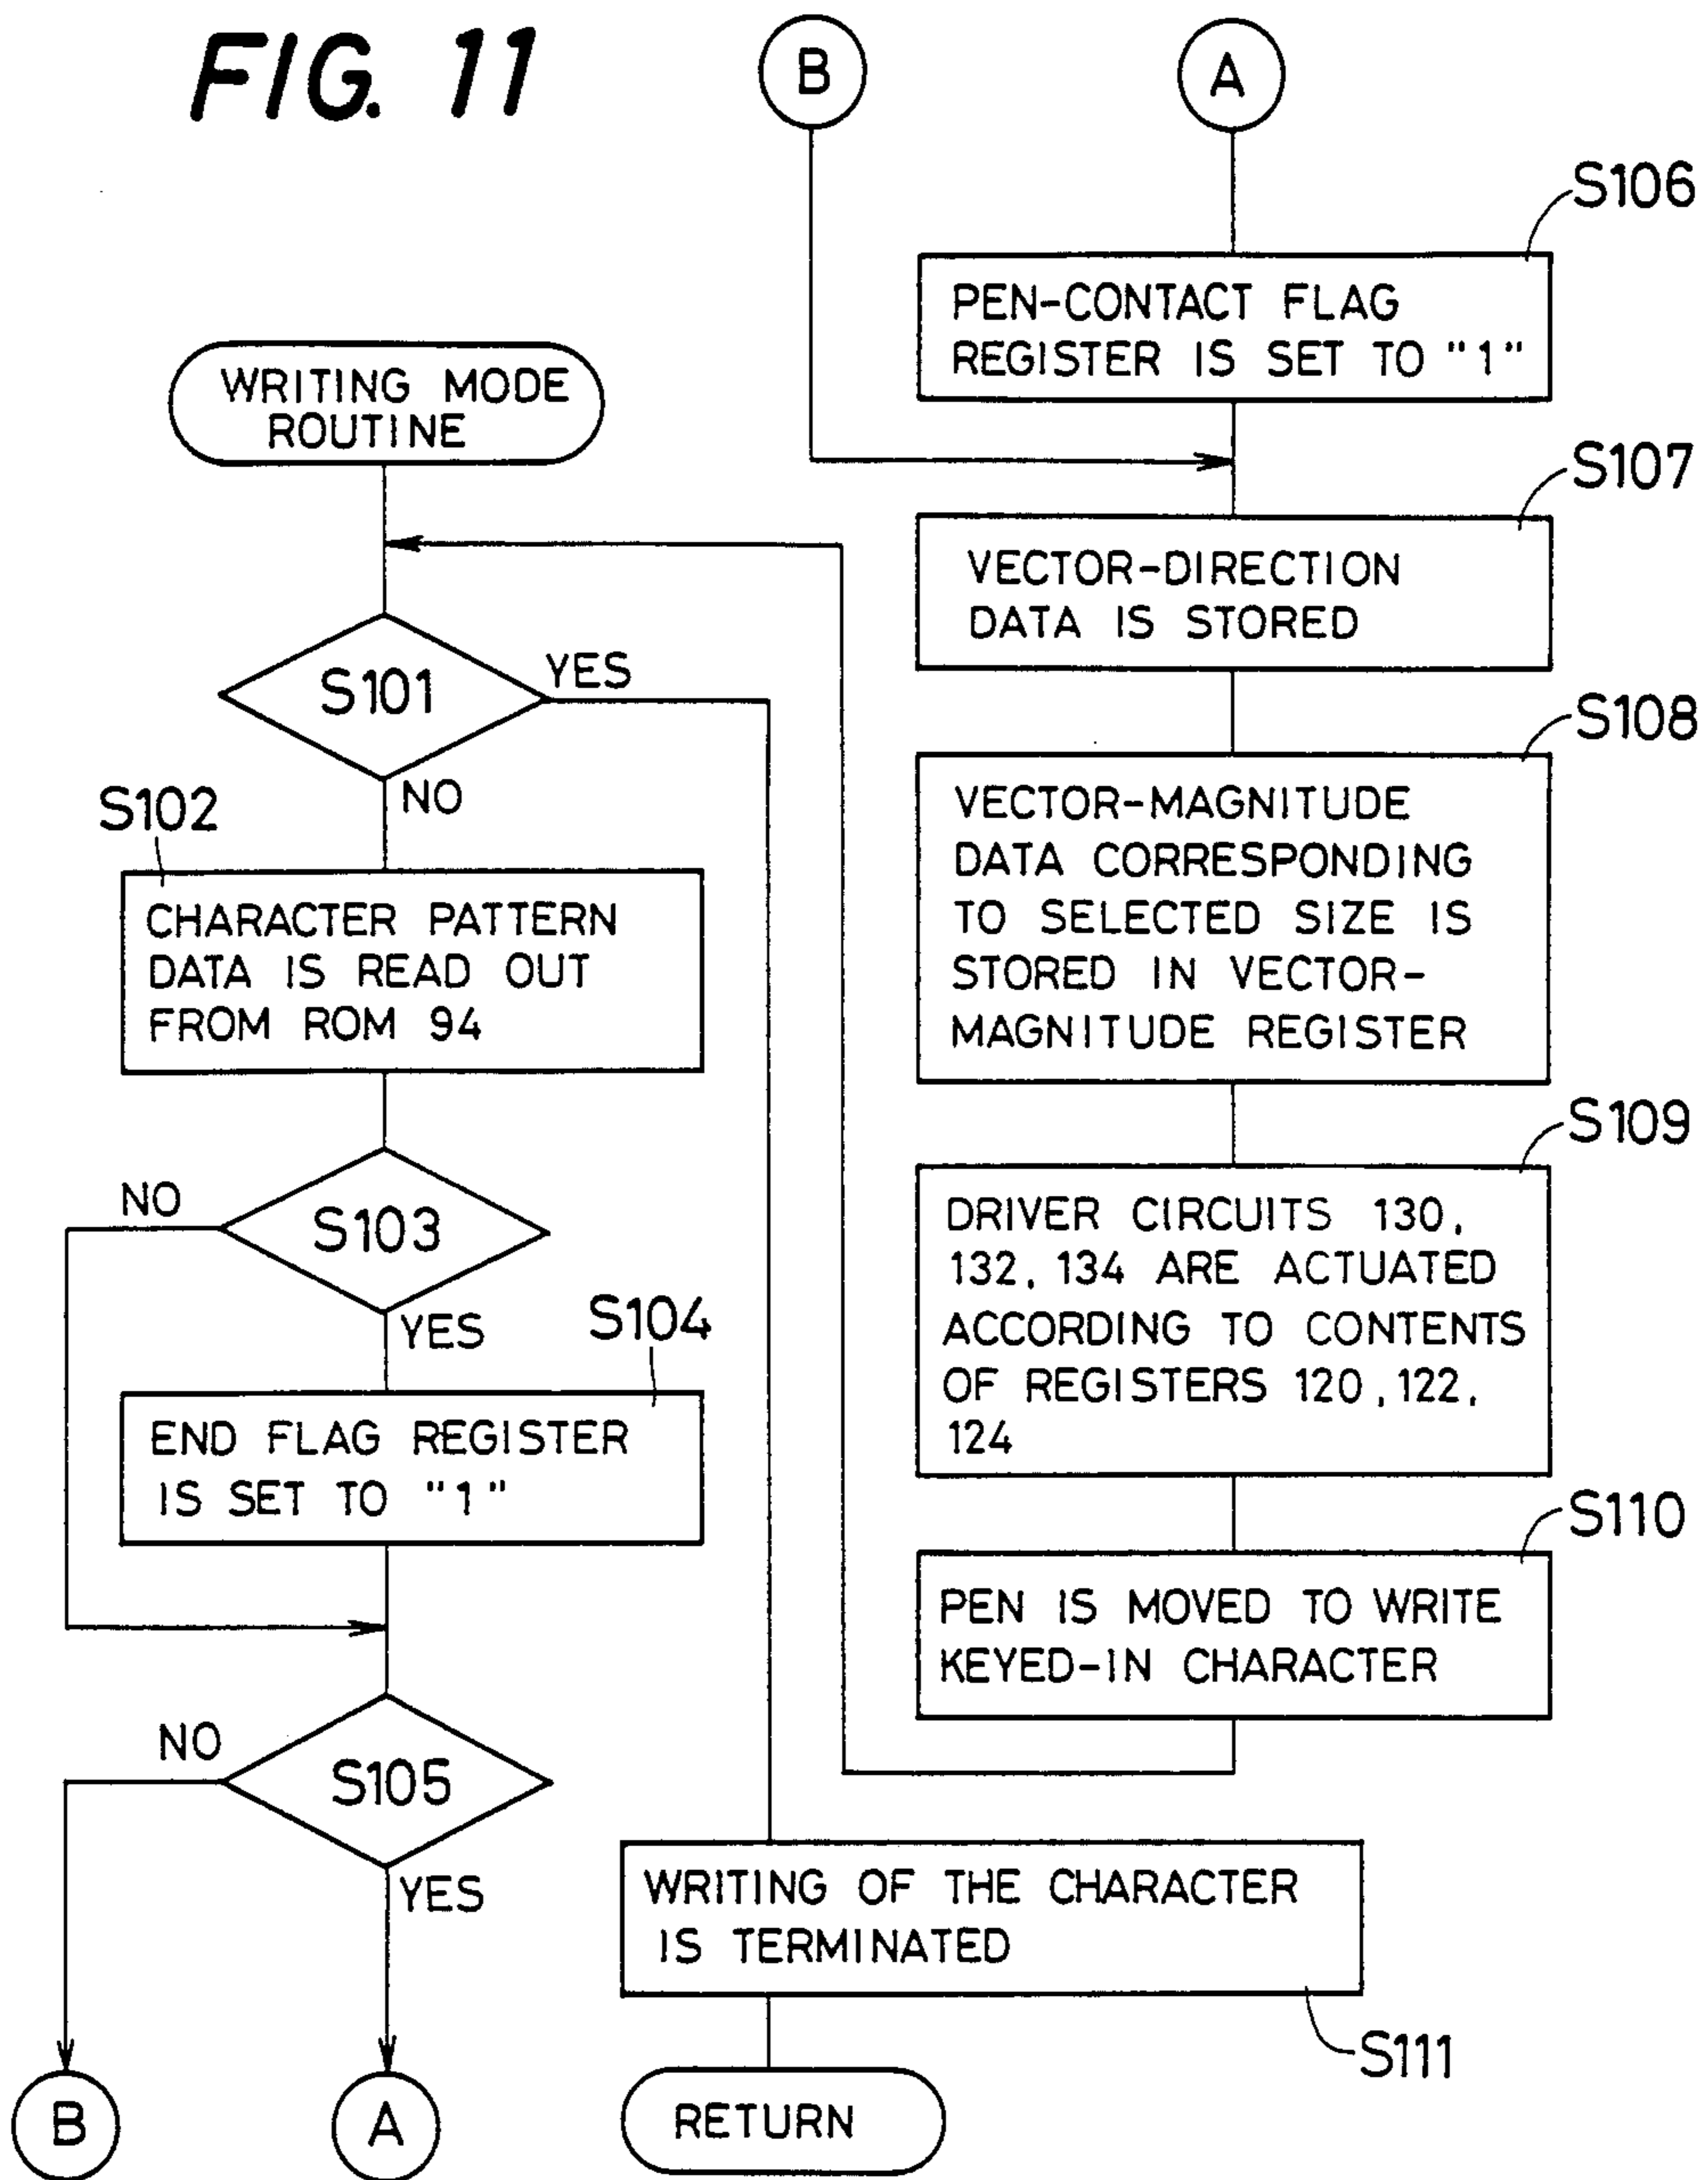 FIG. 11
B
A
S106
PEN-CONTACT FLAG
REGISTER IS SET TO "1"
WRITING MODE
ROUTINE
S107
VECTOR-DIRECTION
DATA IS STORED
S101
YES
NO
S108
VECTOR-MAGNITUDE
DATA CORRESPONDING
TO SELECTED SIZE IS
STORED IN VECTOR-
MAGNITUDE REGISTER
S102
CHARACTER PATTERN
DATA IS READ OUT
FROM ROM 94
S109
DRIVER CIRCUITS 130,
132, 134 ARE ACTUATED
ACCORDING TO CONTENTS
OF REGISTERS 120, 122,
124
NO
S103
YES
S104
END FLAG REGISTER
IS SET TO "1"
S110
PEN IS MOVED TO WRITE
KEYED-IN CHARACTER
NO
S105
YES
WRITING OF THE CHARACTER
IS TERMINATED
S111
B
A
RETURN